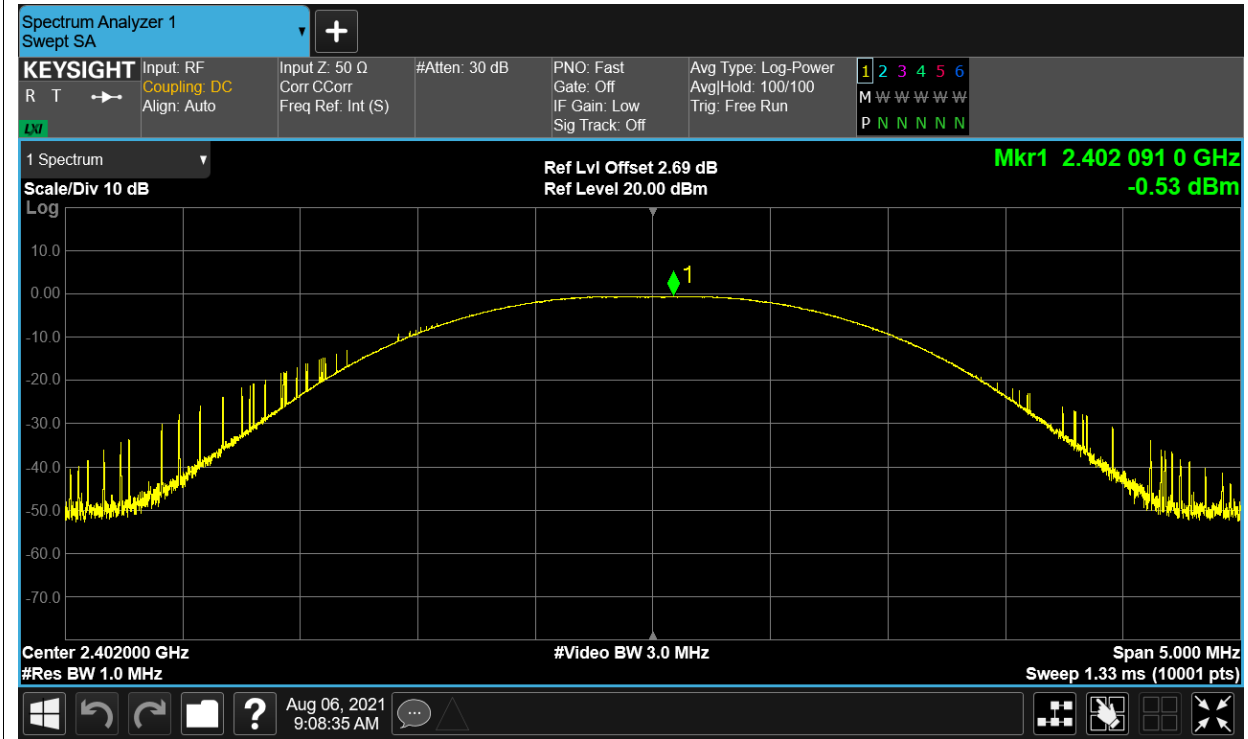 Spectrum Analyzer 1
Swept SA
KEYSIGHT
R T
LXI
Input: RF
Coupling: DC
Align: Auto
Input Z: 50 Ω
Corr CCorr
Freq Ref: Int (S)
#Atten: 30 dB
PNO: Fast
Gate: Off
IF Gain: Low
Sig Track: Off
Avg Type: Log-Power
Avg|Hold: 100/100
Trig: Free Run
1 2 3 4 5 6
M W W W W W
P N N N N N
1 Spectrum
Scale/Div 10 dB
Log
Ref Lvl Offset 2.69 dB
Ref Level 20.00 dBm
Mkr1 2.402 091 0 GHz
-0.53 dBm
1
10.0
0.00
-10.0
-20.0
-30.0
-40.0
-50.0
-60.0
-70.0
Center 2.402000 GHz
#Res BW 1.0 MHz
#Video BW 3.0 MHz
Span 5.000 MHz
Sweep 1.33 ms (10001 pts)
?
Aug 06, 2021
9:08:35 AM